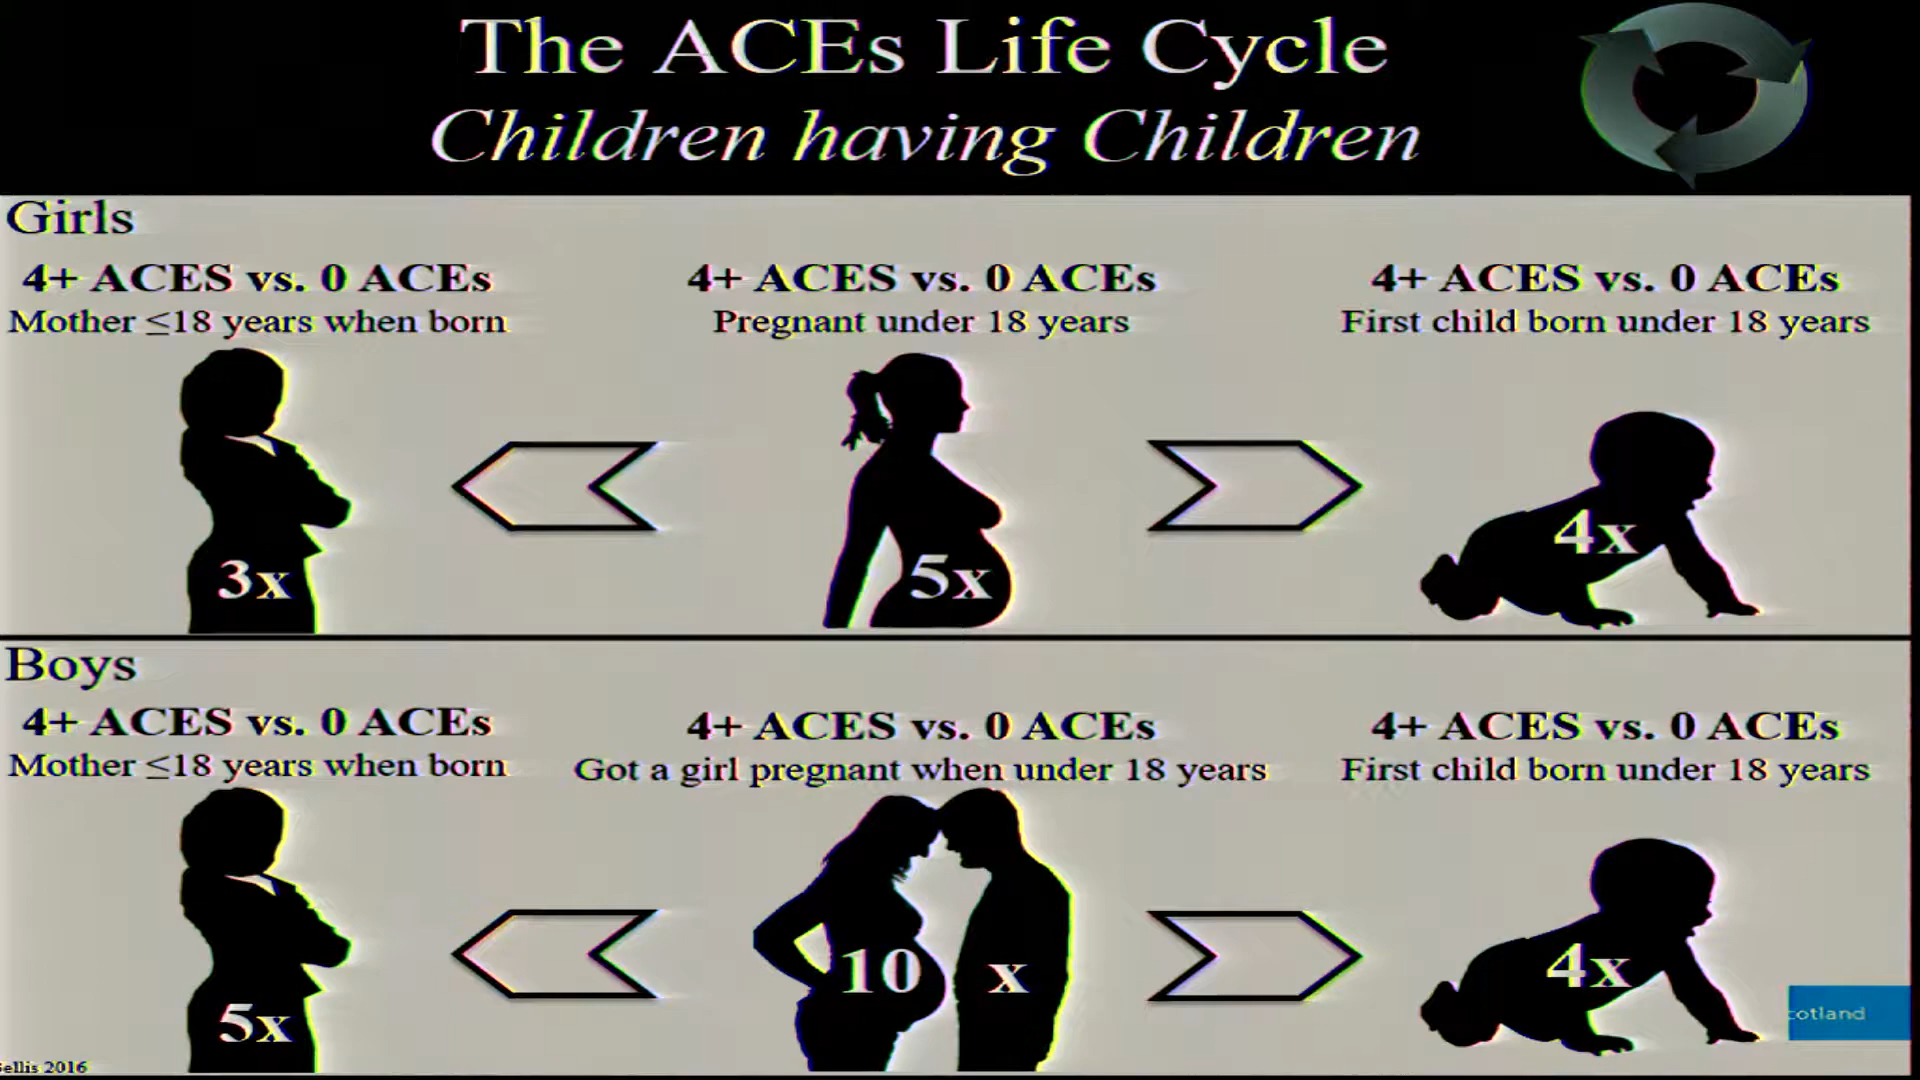 The ACEs Life Cycle
Children having Children
Girls
4+ ACES vs. 0 ACEs
Mother ≤18 years when born
4+ ACES vs. 0 ACEs
Pregnant under 18 years
4+ ACES vs. 0 ACEs
First child born under 18 years
3x
5x
4x
Boys
4+ ACES vs. 0 ACEs
Mother ≤18 years when born
4+ ACES vs. 0 ACEs
Got a girl pregnant when under 18 years
4+ ACES vs. 0 ACEs
First child born under 18 years
5x
10 x
4x
2016